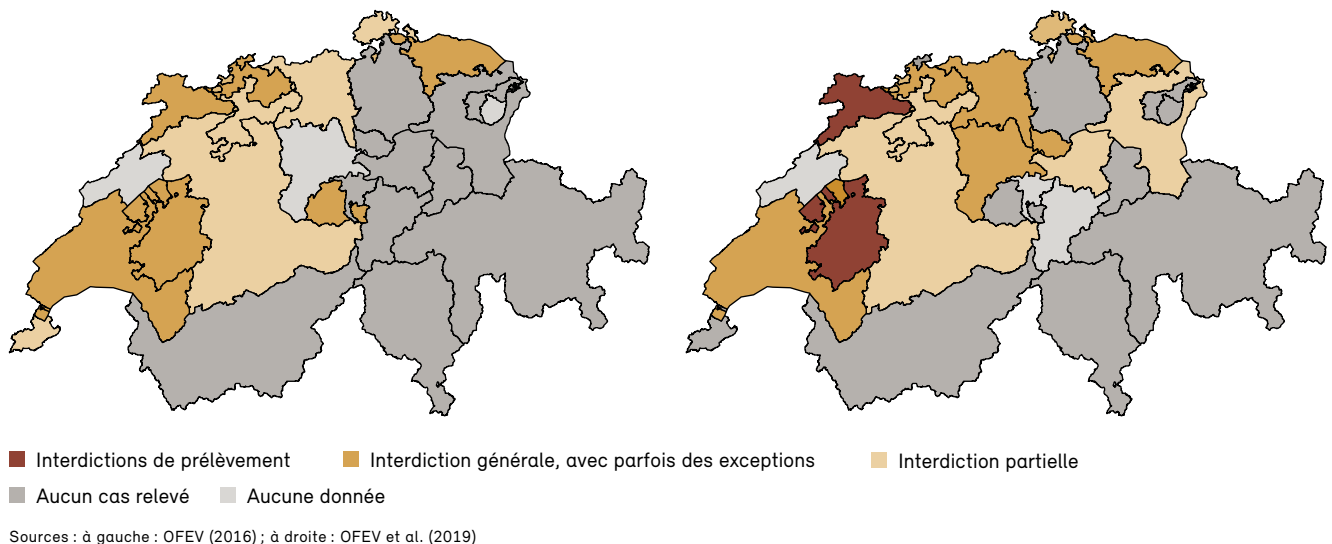 Interdictions de prélèvement Interdiction générale, avec parfois des exceptions Interdiction partielle
Aucun cas relevé Aucune donnée
Sources : à gauche : OFEV (2016) ; à droite : OFEV et al. (2019)